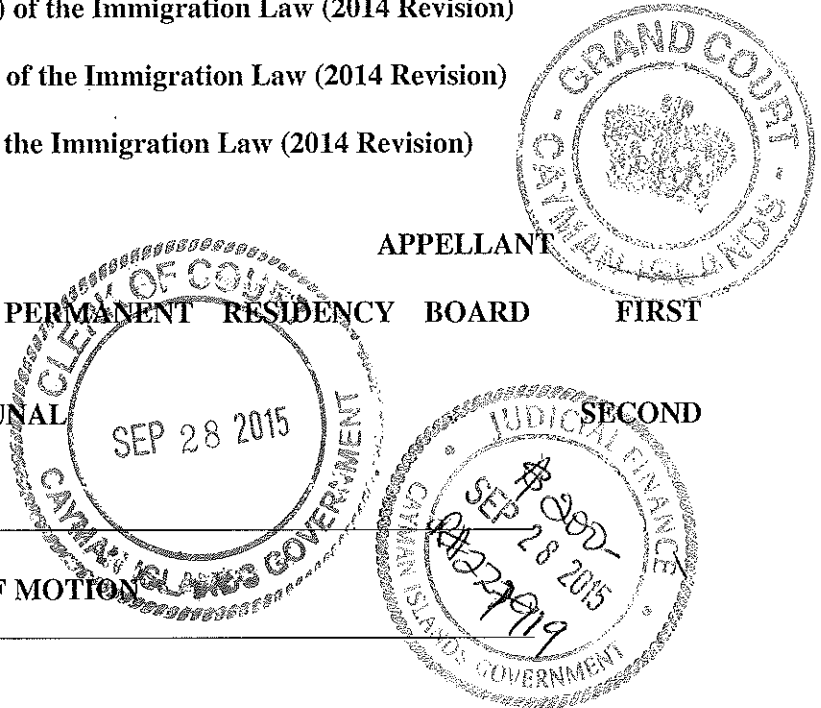 ) of the Immigration Law (2014 Revision)
of the Immigration Law (2014 Revision)
the Immigration Law (2014 Revision)
GRAND COURT
CAYMAN ISLANDS
APPELLANT
PERMANENT RESIDENCY BOARD FIRST
UNAL SECOND
CLERK OF COURT
SEP 28 2015
CAYMAN ISLANDS GOVERNMENT
JUDICIAL FINANCE
$200-
SEP 28 2015
CAYMAN ISLANDS GOVERNMENT
F MOTION